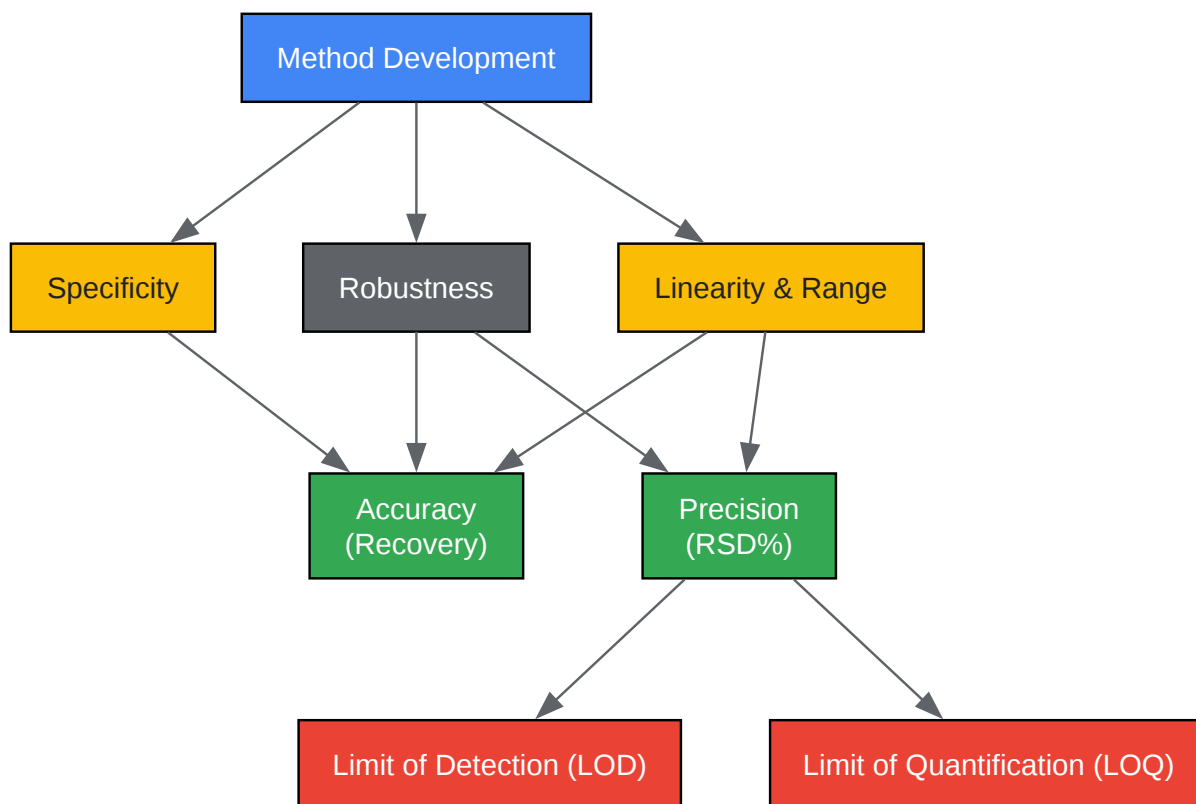 Method Development
Specificity
Robustness
Linearity & Range
Accuracy
(Recovery)
Precision
(RSD%)
Limit of Detection (LOD)
Limit of Quantification (LOQ)